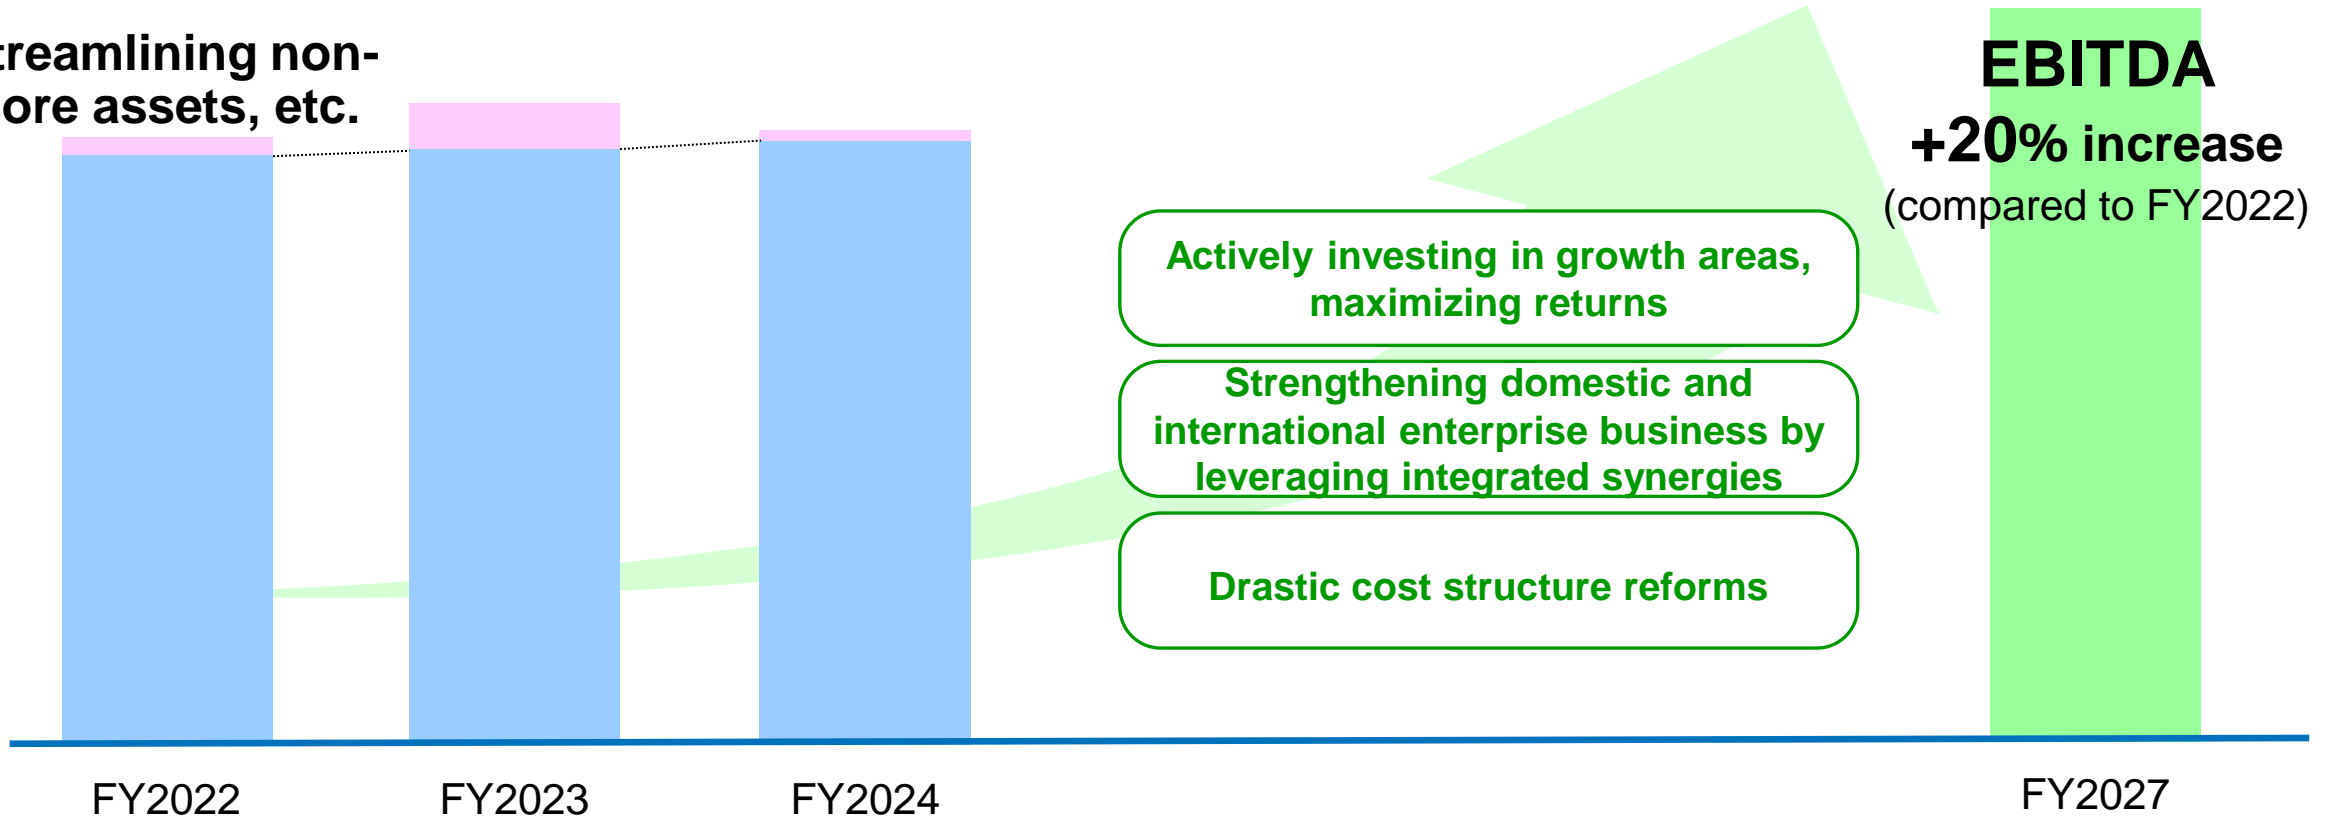 treamlining non-
ore assets, etc.
EBITDA
+20% increase
(compared to FY2022)
Actively investing in growth areas,
maximizing returns
Strengthening domestic and
international enterprise business by
leveraging integrated synergies
Drastic cost structure reforms
FY2022
FY2023
FY2024
FY2027